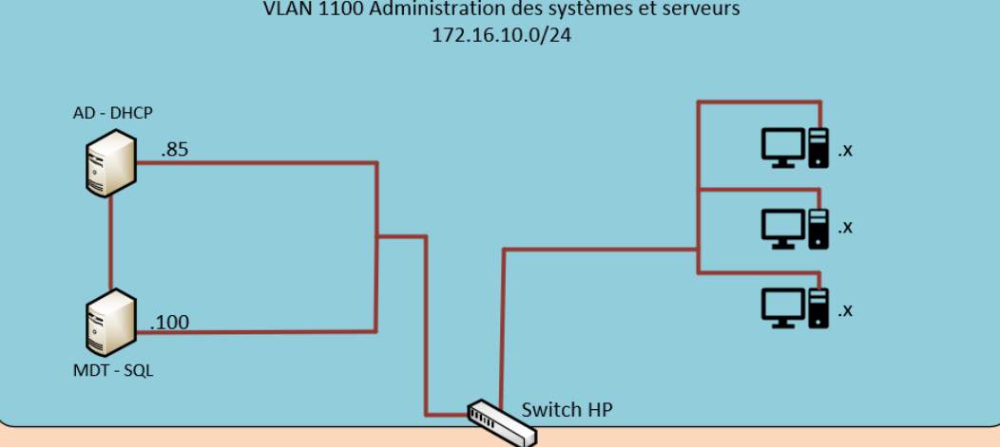 VLAN 1100 Administration des systèmes et serveurs
172.16.10.0/24
AD - DHCP
.85
.x
.x
.x
.100
MDT - SQL
Switch HP